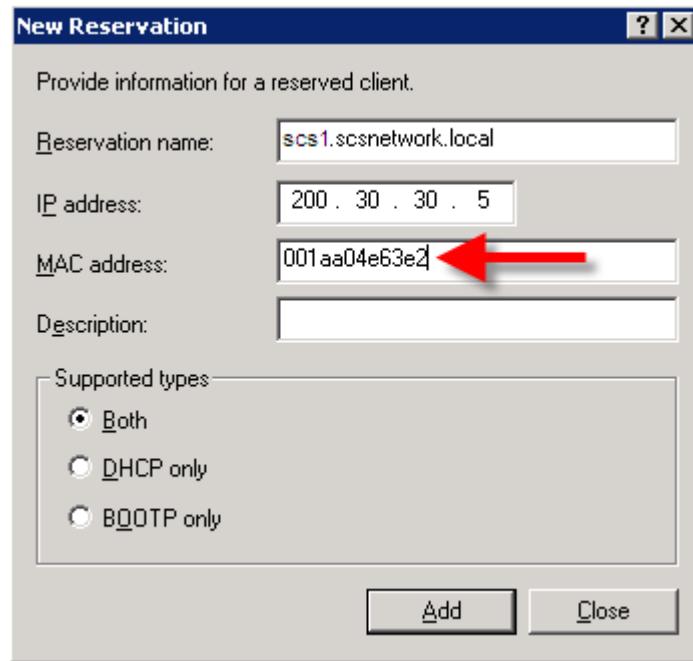 New Reservation
Provide information for a reserved client.
Reservation name: scs1.scsnetwork.local
IP address: 200 . 30 . 30 . 5
MAC address: 001aa04e63e2
Description:
Supported types
Both
DHCP only
BOOTP only
Add Close